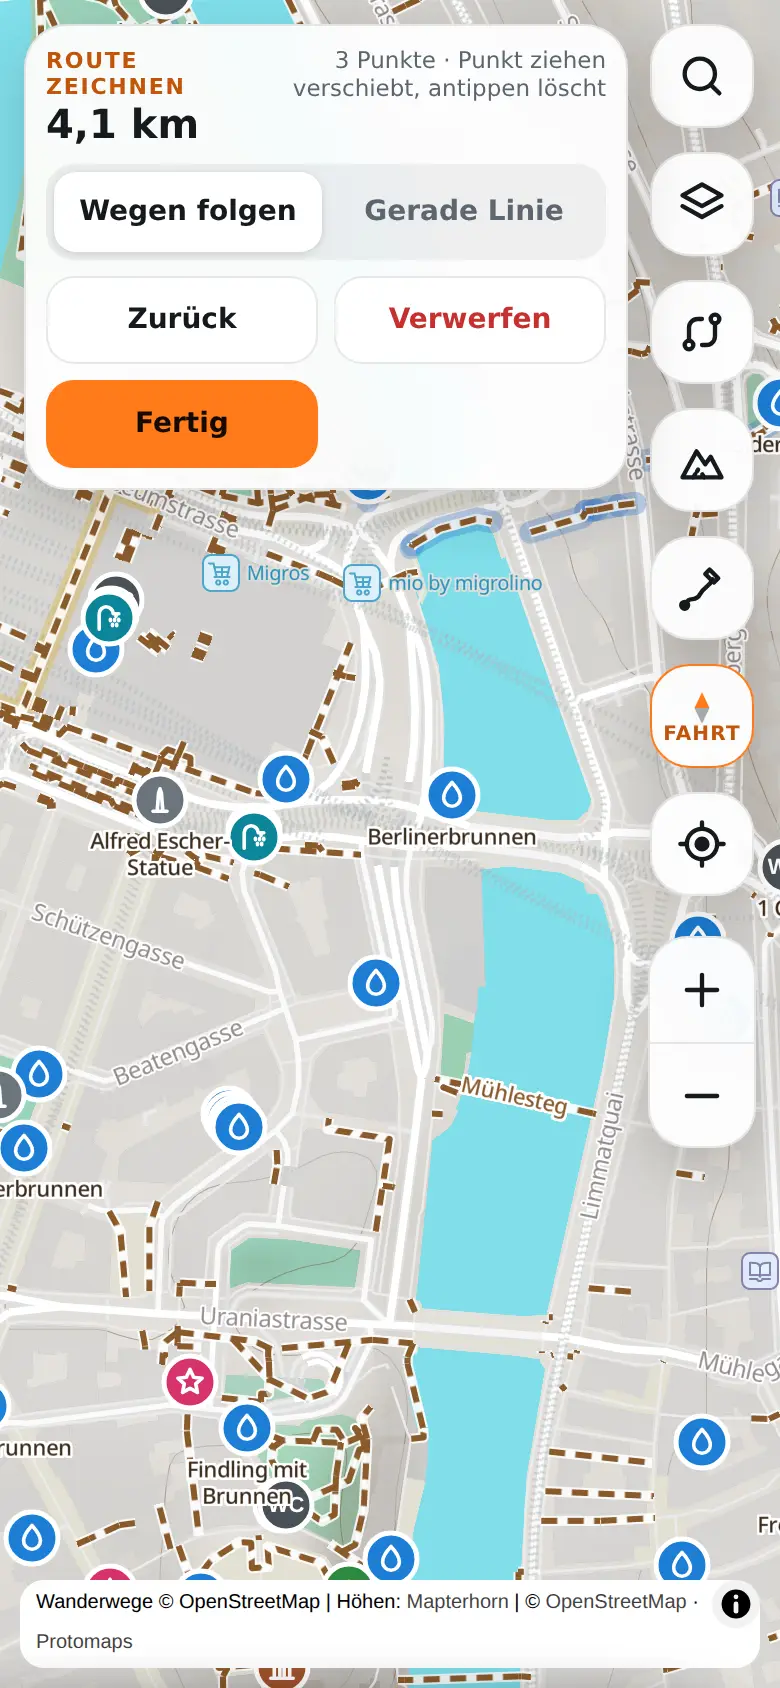 ROUTE
ZEICHNEN
3 Punkte · Punkt ziehen
verschiebt, antippen löscht
4,1 km
Wegen folgen
Gerade Linie
Zurück
Verwerfen
Fertig
Migros
mio by migrolino
FAHRT
Alfred Escher-
Statue
Berlinerbrunnen
Schützengasse
Beatengasse
Mühlesteg
Limmatquai
erbrunnen
Uraniastrasse
runnen
Findling mit
Brunnen
WC
Wanderwege © OpenStreetMap | Höhen: Mapterhorn | © OpenStreetMap ·
Protomaps